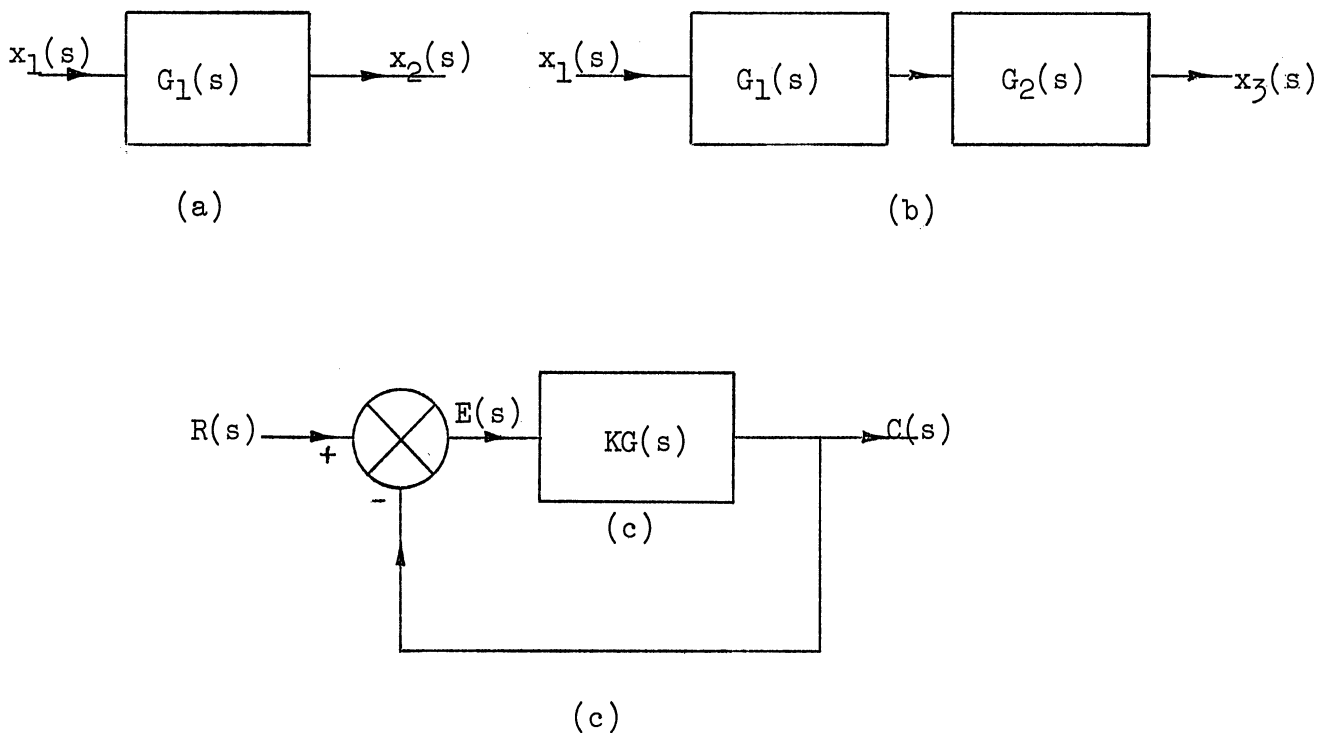 x₁(s)
G₁(s)
x₂(s)
(a)
x₁(s)
G₁(s)
G₂(s)
x₃(s)
(b)
R(s)
+
-
E(s)
KG(s)
(c)
C(s)
(c)